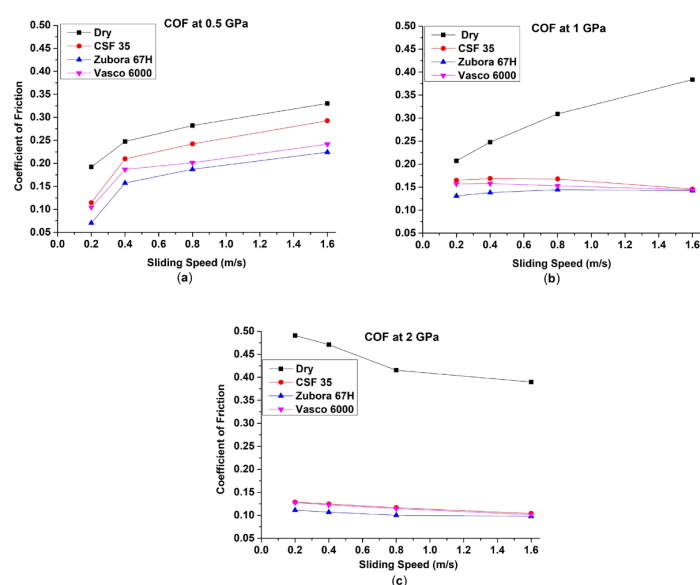 COF at 0.5 GPa
0.50
0.45
0.40
0.35
0.30
0.25
0.20
0.15
0.10
0.05
Coefficient of Friction
Dry
CSF 35
Zubora 67H
Vasco 6000
0.0 0.2 0.4 0.6 0.8 1.0 1.2 1.4 1.6
Sliding Speed (m/s)
(a)
COF at 1 GPa
0.50
0.45
0.40
0.35
0.30
0.25
0.20
0.15
0.10
0.05
Coefficient of Friction
Dry
CSF 35
Zubora 67H
Vasco 6000
0.0 0.2 0.4 0.6 0.8 1.0 1.2 1.4 1.6
Sliding Speed (m/s)
(b)
COF at 2 GPa
0.50
0.45
0.40
0.35
0.30
0.25
0.20
0.15
0.10
0.05
Coefficient of Friction
Dry
CSF 35
Zubora 67H
Vasco 6000
0.0 0.2 0.4 0.6 0.8 1.0 1.2 1.4 1.6
Sliding Speed (m/s)
(c)